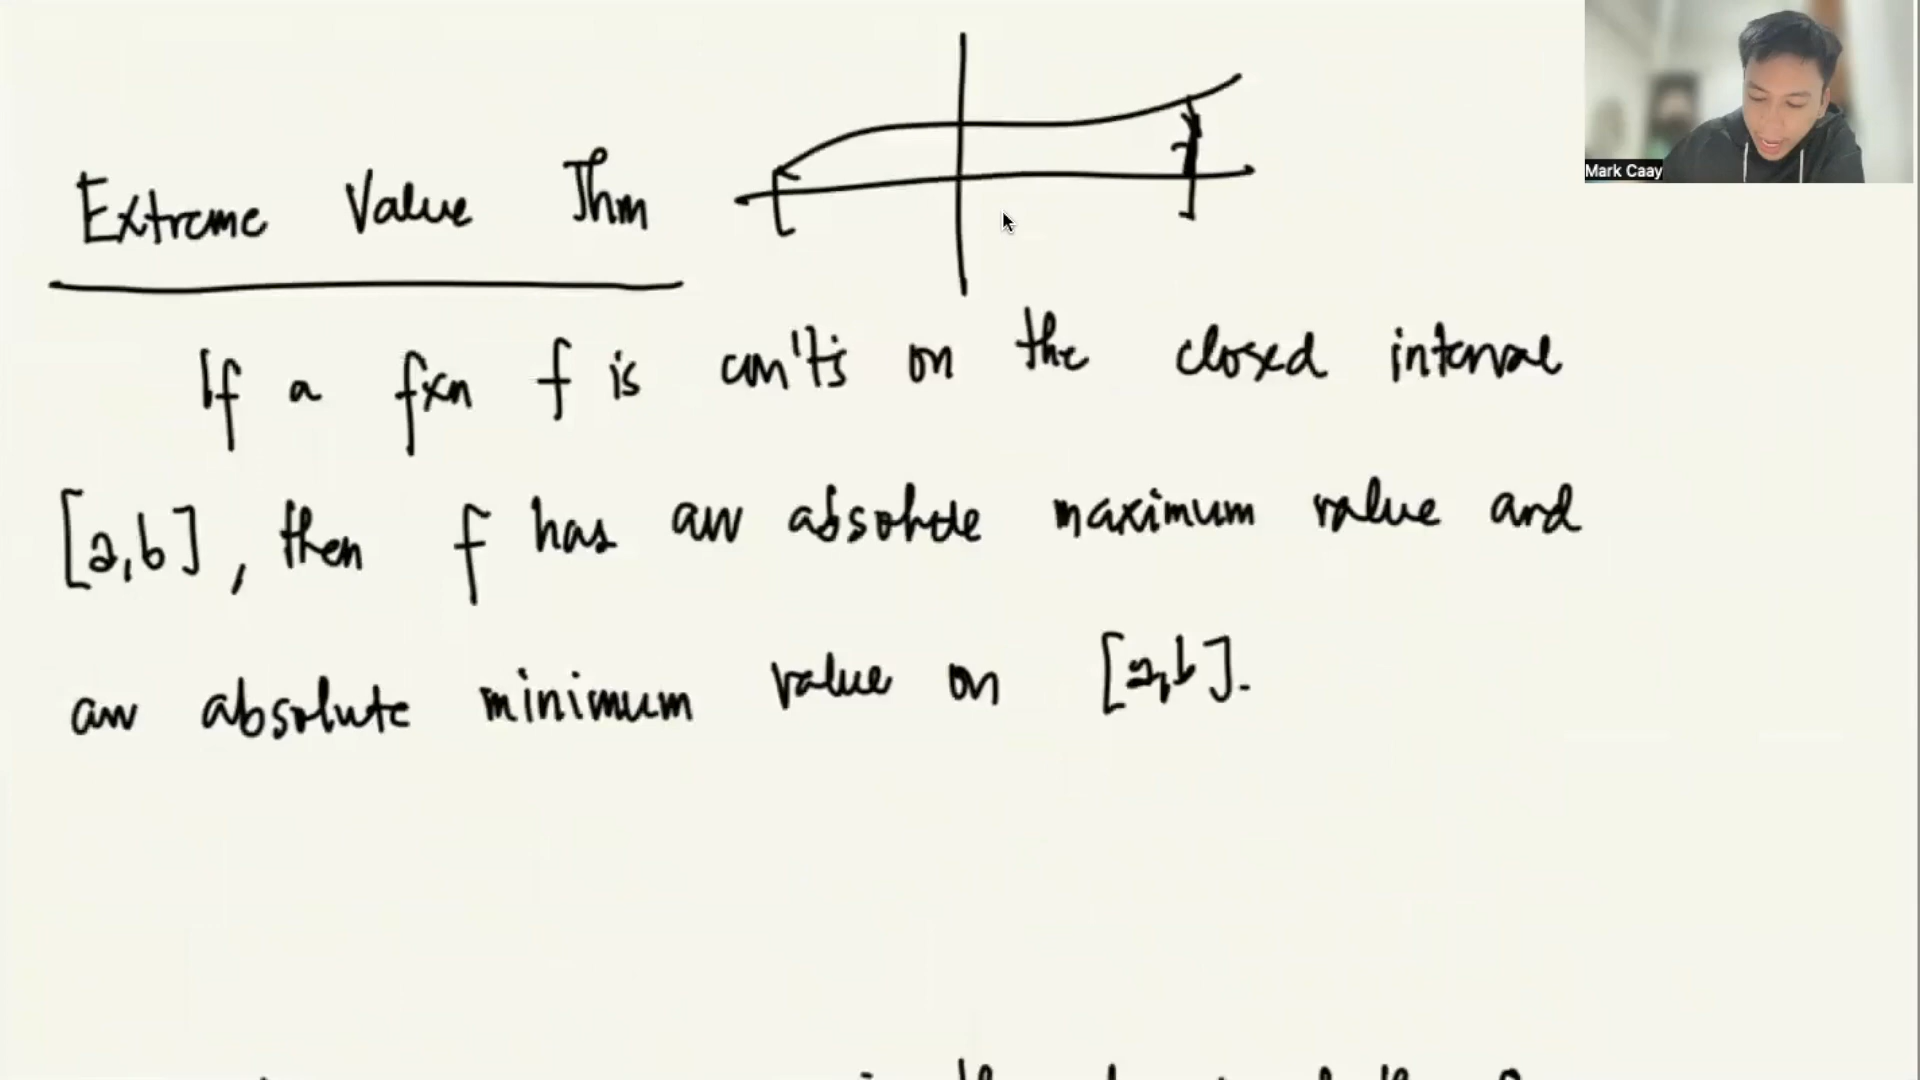 Mark Caay
Extreme Value Thm
If a fxn f is con'ts on the closed interval
[a,b], then f has an absolute maximum value and
an absolute minimum value on [a,b].